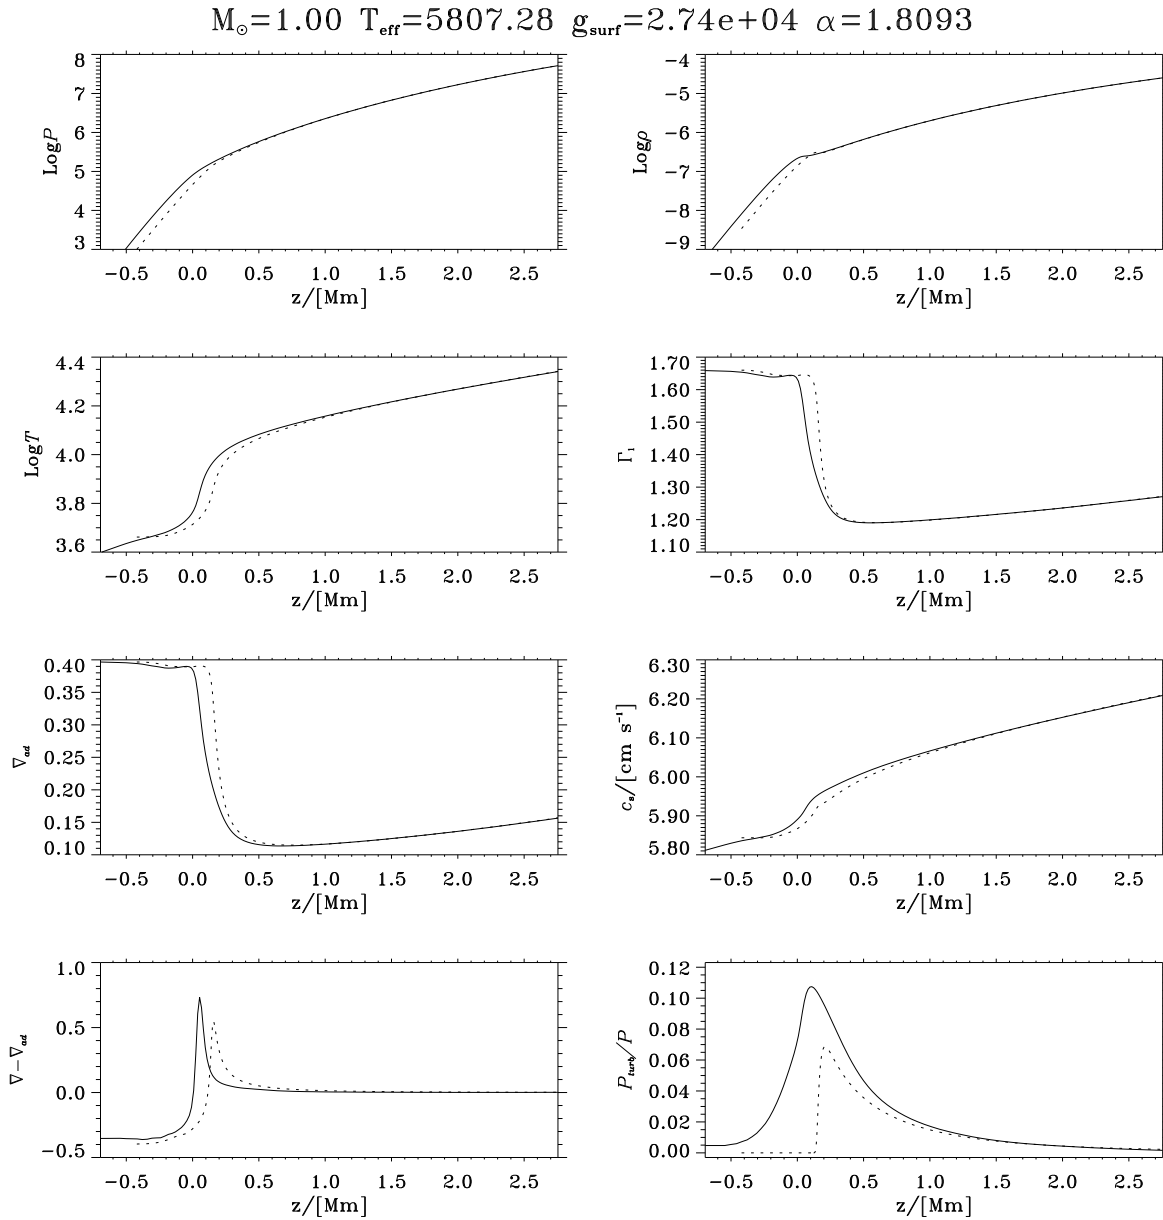 M⊙=1.00 T_eff=5807.28 g_surf=2.74e+04 α=1.8093
8
7
6
5
4
3
LogP
−0.5 0.0 0.5 1.0 1.5 2.0 2.5
z/[Mm]
−4
−5
−6
−7
−8
−9
Logρ
−0.5 0.0 0.5 1.0 1.5 2.0 2.5
z/[Mm]
4.4
4.2
4.0
3.8
3.6
LogT
−0.5 0.0 0.5 1.0 1.5 2.0 2.5
z/[Mm]
1.70
1.60
1.50
1.40
1.30
1.20
1.10
Γ₁
−0.5 0.0 0.5 1.0 1.5 2.0 2.5
z/[Mm]
0.40
0.35
0.30
0.25
0.20
0.15
0.10
∇_ad
−0.5 0.0 0.5 1.0 1.5 2.0 2.5
z/[Mm]
6.30
6.20
6.10
6.00
5.90
5.80
c_s/[cm s⁻¹]
−0.5 0.0 0.5 1.0 1.5 2.0 2.5
z/[Mm]
1.0
0.5
0.0
−0.5
∇−∇_ad
−0.5 0.0 0.5 1.0 1.5 2.0 2.5
z/[Mm]
0.12
0.10
0.08
0.06
0.04
0.02
0.00
P_turb/P
−0.5 0.0 0.5 1.0 1.5 2.0 2.5
z/[Mm]